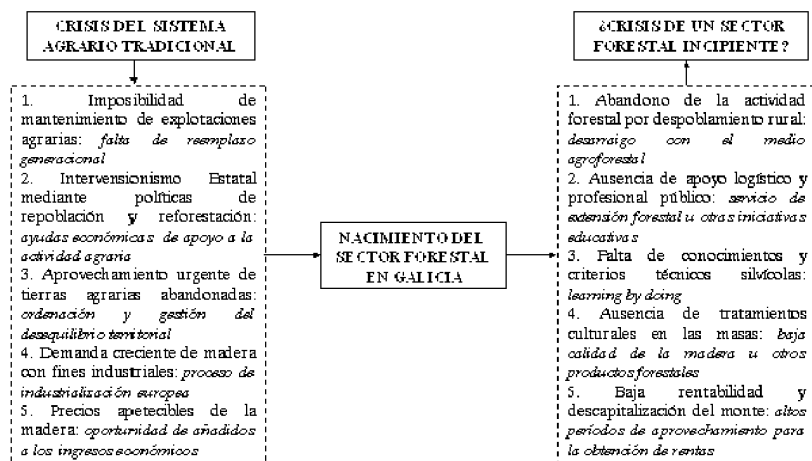 CRISIS DEL SISTEMA
AGRARIO TRADICIONAL
1. Imposibilidad de
mantenimiento de explotaciones
agrarias: falta de reemplazo
generacional
2. Intervensionismo Estatal
mediante políticas de
repoblación y reforestación:
ayudas económicas de apoyo a la
actividad agraria
3. Aprovechamiento urgente de
tierras agrarias abandonadas:
ordenación y gestión del
desequilibrio territorial
4. Demanda creciente de madera
con fines industriales: proceso de
industrialización europea
5. Precios apetecibles de la
madera: oportunidad de añadidos
a los ingresos económicos
NACIMIENTO DEL
SECTOR FORESTAL
EN GALICIA
¿CRISIS DE UN SECTOR
FORESTAL INCIPIENTE?
1. Abandono de la actividad
forestal por despoblamiento rural:
desarraigo con el medio
agroforestal
2. Ausencia de apoyo logístico y
profesional público: servicio de
extensión forestal u otras iniciativas
educativas
3. Falta de conocimientos y
criterios técnicos silvícolas:
learning by doing
4. Ausencia de tratamientos
culturales en las masas: baja
calidad de la madera u otros
productos forestales
5. Baja rentabilidad y
descapitalización del monte: altos
períodos de aprovechamiento para
la obtención de rentas